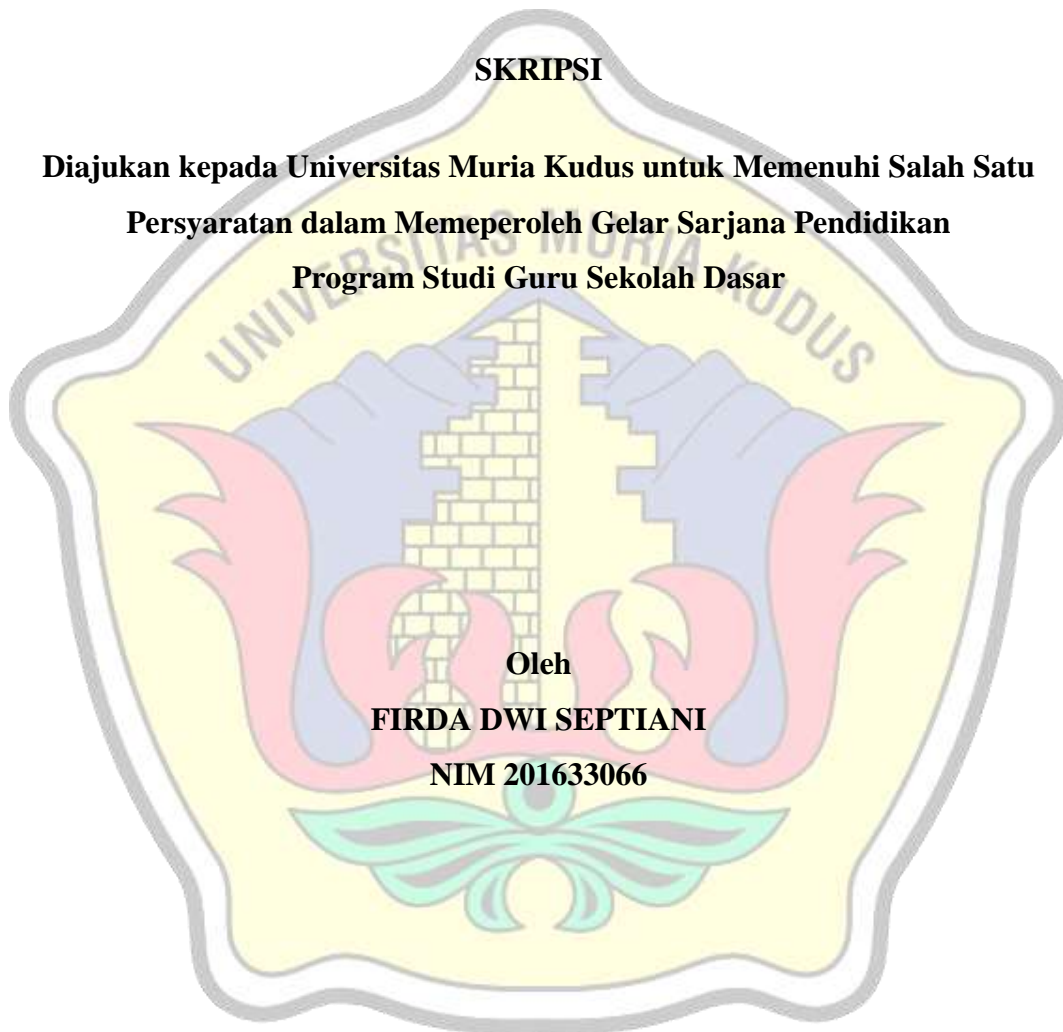 SKRIPSI
Diajukan kepada Universitas Muria Kudus untuk Memenuhi Salah Satu
Persyaratan dalam Memeperoleh Gelar Sarjana Pendidikan
Program Studi Guru Sekolah Dasar
UNIVERSITAS MURIA KUDUS
Oleh
FIRDA DWI SEPTIANI
NIM 201633066